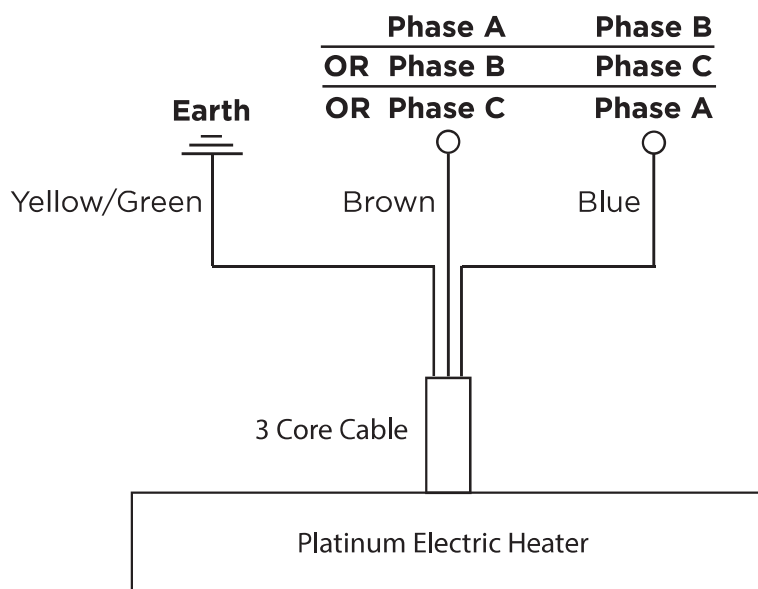 Phase A Phase B
OR Phase B Phase C
OR Phase C Phase A
Earth
Yellow/Green
Brown
Blue
3 Core Cable
Platinum Electric Heater